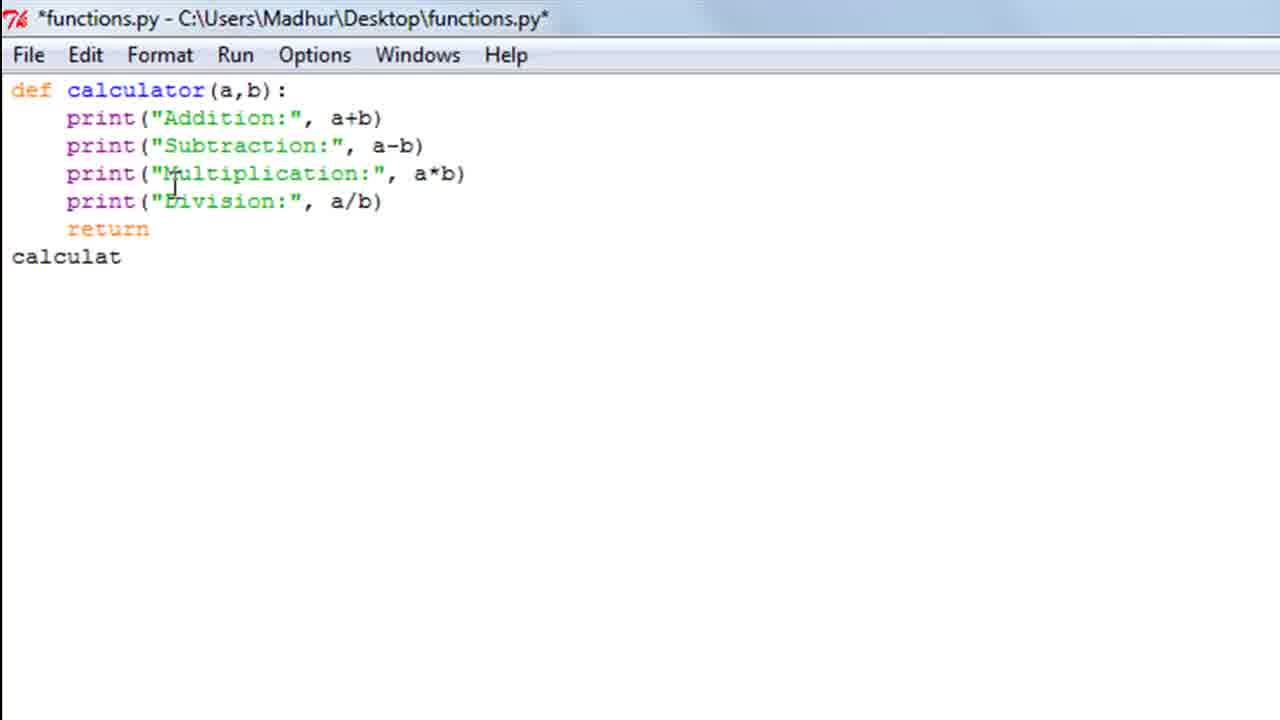 *functions.py - C:\Users\Madhur\Desktop\functions.py*
File Edit Format Run Options Windows Help
def calculator(a,b):
    print("Addition:", a+b)
    print("Subtraction:", a-b)
    print("Multiplication:", a*b)
    print("Division:", a/b)
    return
calculat